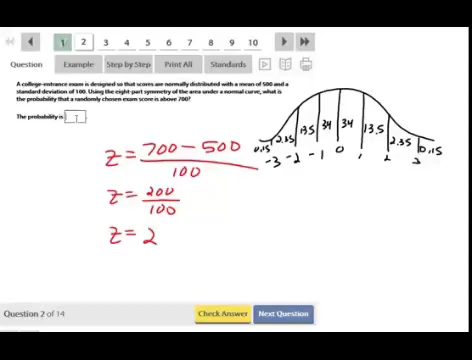 1 2 3 4 5 6 7 8 9 10
Question Example Step by Step Print All Standards
A college-entrance exam is designed so that scores are normally distributed with a mean of 500 and a
standard deviation of 100. Using the eight-part symmetry of the area under a normal curve, what is
the probability that a randomly chosen exam score is above 700?
The probability is
z = 700 - 500
100
z = 200
100
z = 2
0.15 2.35 13.5 34 34 13.5 2.35 0.15
-3 -2 -1 0 1 2 3
Question 2 of 14 Check Answer Next Question